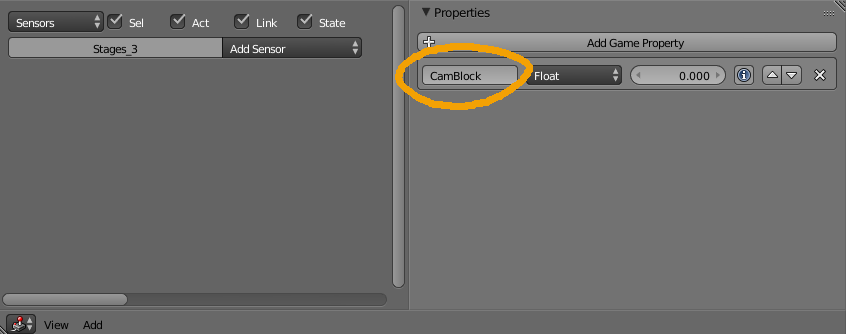 Sensors Sel Act Link State
Stages_3 Add Sensor
Properties
Add Game Property
CamBlock Float 0.000
View Add